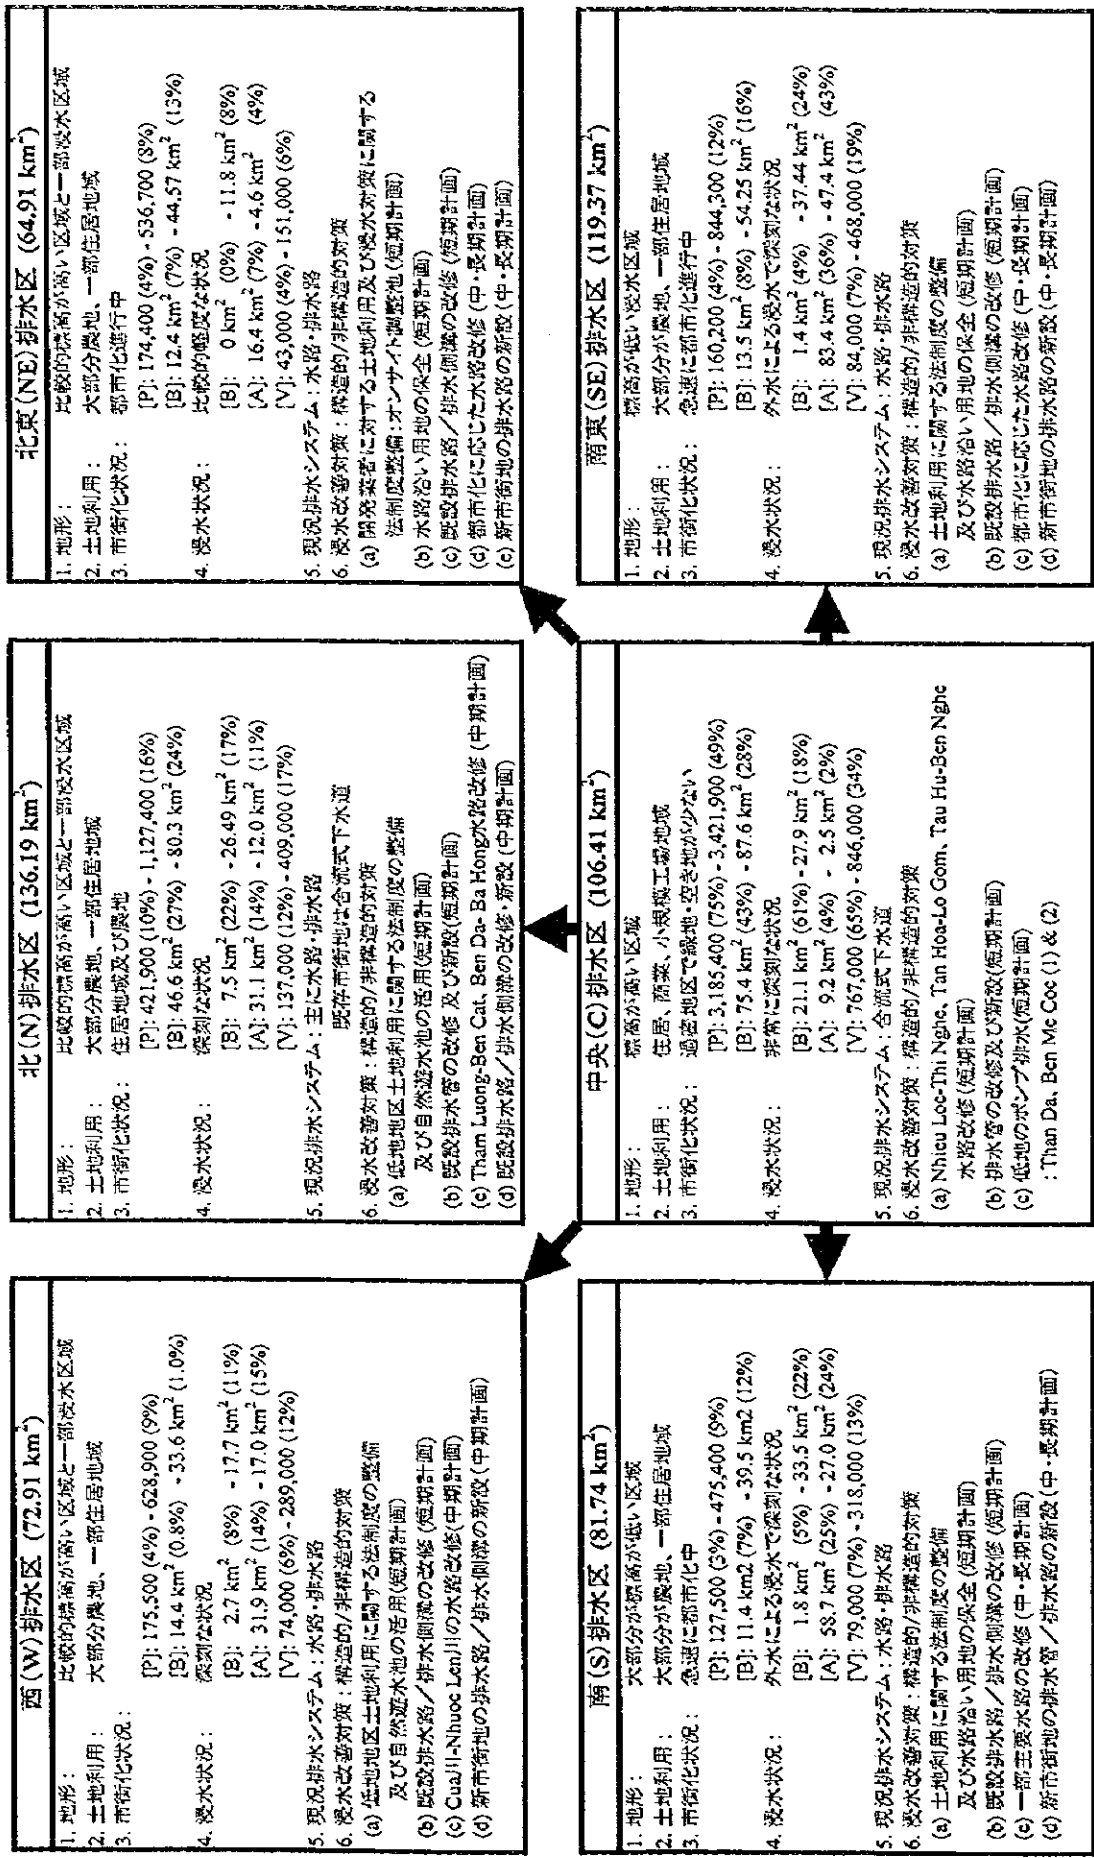 西(W)排水区 (72.91 km²)
1. 地形: 比較的標高が高い区域と一部浸水区域
2. 土地利用: 大部分農地、一部住居地域
3. 市街化状況:
[P]: 175,500 (4%) - 628,900 (9%)
[B]: 14.4 km² (0.8%) - 33.6 km² (1.0%)
4. 浸水状況: 深刻な状況
[B]: 2.7 km² (8%) - 17.7 km² (11%)
[A]: 31.9 km² (14%) - 17.0 km² (15%)
[V]: 74,000 (6%) - 289,000 (12%)
5. 現況排水システム: 水路・排水路
6. 浸水改善対策: 構造的/非構造的対策
(a) 低地地区土地利用に関する法制度の整備
及び自然遊水池の活用(短期計画)
(b) 既設排水路/排水側溝の改修 (短期計画)
(c) Cua川-Nhuoc Len川の水路改修(中期計画)
(d) 新市街地の排水路/排水側溝の新設(中期計画)
北(N)排水区 (136.19 km²)
1. 地形: 比較的標高が高い区域と一部浸水区域
2. 土地利用: 大部分農地、一部住居地域
3. 市街化状況: 住居地域及び農地
[P]: 421,900 (10%) - 1,127,400 (16%)
[B]: 46.6 km² (27%) - 80.3 km² (24%)
4. 浸水状況: 深刻な状況
[B]: 7.5 km² (22%) - 26.49 km² (17%)
[A]: 31.1 km² (14%) - 12.0 km² (11%)
[V]: 137,000 (12%) - 409,000 (17%)
5. 現況排水システム: 主に水路・排水路
既存市街地は合流式下水道
6. 浸水改善対策: 構造的/非構造的対策
(a) 低地地区土地利用に関する法制度の整備
及び自然遊水池の活用(短期計画)
(b) 既設排水管の改修 及び新設(短期計画)
(c) Tham Luong-Ben Cat, Ben Da- Ba Hong水路改修 (中期計画)
(d) 既設排水路/排水側溝の改修・新設 (中期計画)
北東(NE)排水区 (64.91 km²)
1. 地形: 比較的標高が高い区域と一部浸水区域
2. 土地利用: 大部分農地、一部住居地域
3. 市街化状況: 都市化進行中
[P]: 174,400 (4%) - 536,700 (8%)
[B]: 12.4 km² (7%) - 44.57 km² (13%)
4. 浸水状況: 比較的軽度な状況
[B]: 0 km² (0%) - 11.8 km² (8%)
[A]: 16.4 km² (7%) - 4.6 km² (4%)
[V]: 43,000 (4%) - 151,000 (6%)
5. 現況排水システム: 水路・排水路
6. 浸水改善対策: 構造的/非構造的対策
(a) 開発業者に対する土地利用及び浸水対策に関する
法制度整備: オンサイト調整池 (短期計画)
(b) 水路沿い用地の保全 (短期計画)
(c) 既設排水路/排水側溝の改修 (短期計画)
(d) 都市化に応じた水路改修 (中・長期計画)
(c) 新市街地の排水路の新設 (中・長期計画)
南(S)排水区 (81.74 km²)
1. 地形: 大部分が標高が低い区域
2. 土地利用: 大部分が農地、一部住居地域
3. 市街化状況: 急速に都市化中
[P]: 127,500 (3%) - 475,400 (9%)
[B]: 11.4 km2 (7%) - 39.5 km2 (12%)
4. 浸水状況: 外水による浸水で深刻な状況
[B]: 1.8 km² (5%) - 33.5 km² (22%)
[A]: 58.7 km² (25%) - 27.0 km² (24%)
[V]: 79,000 (7%) - 318,000 (13%)
5. 現況排水システム: 水路・排水路
6. 浸水改善対策: 構造的/非構造的対策
(a) 土地利用に関する法制度の整備
及び水路沿い用地の保全 (短期計画)
(b) 既設排水路/排水側溝の改修 (短期計画)
(c) 一部主要水路の改修 (中・長期計画)
(d) 新市街地の排水管/排水路の新設 (中・長期計画)
中央(C)排水区 (106.41 km²)
1. 地形: 標高が高い区域
2. 土地利用: 住居、商業、小規模工場地域
3. 市街化状況: 過密地区で緑地・空き地が少ない
[P]: 3,185,400 (75%) - 3,421,900 (49%)
[B]: 75.4 km² (43%) - 87.6 km² (28%)
4. 浸水状況: 非常に深刻な状況
[B]: 21.1 km² (61%) - 27.9 km² (18%)
[A]: 9.2 km² (4%) - 2.5 km² (2%)
[V]: 767,000 (65%) - 846,000 (34%)
5. 現況排水システム: 合流式下水道
6. 浸水改善対策: 構造的/非構造的対策
(a) Nhieu Loc-Thi Nghe, Tan Hoa-Lo Gom, Tau Hu-Ben Nghe
水路改修 (短期計画)
(b) 排水管の改修及び新設(短期計画)
(c) 低地のポンプ排水(短期計画)
: Than Da, Ben Me Coc (1) & (2)
南東(SE)排水区 (119.37 km²)
1. 地形: 標高が低い浸水区域
2. 土地利用: 大部分が農地、一部住居地域
3. 市街化状況: 急速に都市化進行中
[P]: 160,200 (4%) - 844,300 (12%)
[B]: 13.5 km² (8%) - 54.25 km² (16%)
4. 浸水状況: 外水による浸水で深刻な状況
[B]: 1.4 km² (4%) - 37.44 km² (24%)
[A]: 83.4 km² (36%) - 47.4 km² (43%)
[V]: 84,000 (7%) - 468,000 (19%)
5. 現況排水システム: 水路・排水路
6. 浸水改善対策: 構造的/非構造的対策
(a) 土地利用に関する法制度の整備
及び水路沿い用地の保全 (短期計画)
(b) 既設排水路/排水側溝の改修 (短期計画)
(c) 都市化に応じた水路改修 (中・長期計画)
(d) 新市街地の排水路の新設 (中・長期計画)